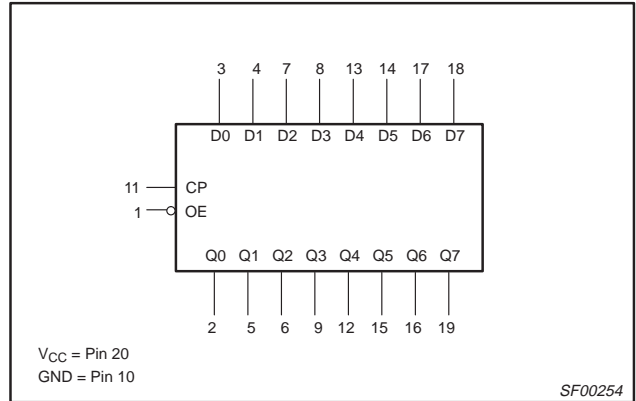 3 4 7 8 13 14 17 18
D0 D1 D2 D3 D4 D5 D6 D7
11 CP
1 OE
Q0 Q1 Q2 Q3 Q4 Q5 Q6 Q7
2 5 6 9 12 15 16 19
VCC = Pin 20
GND = Pin 10
SF00254